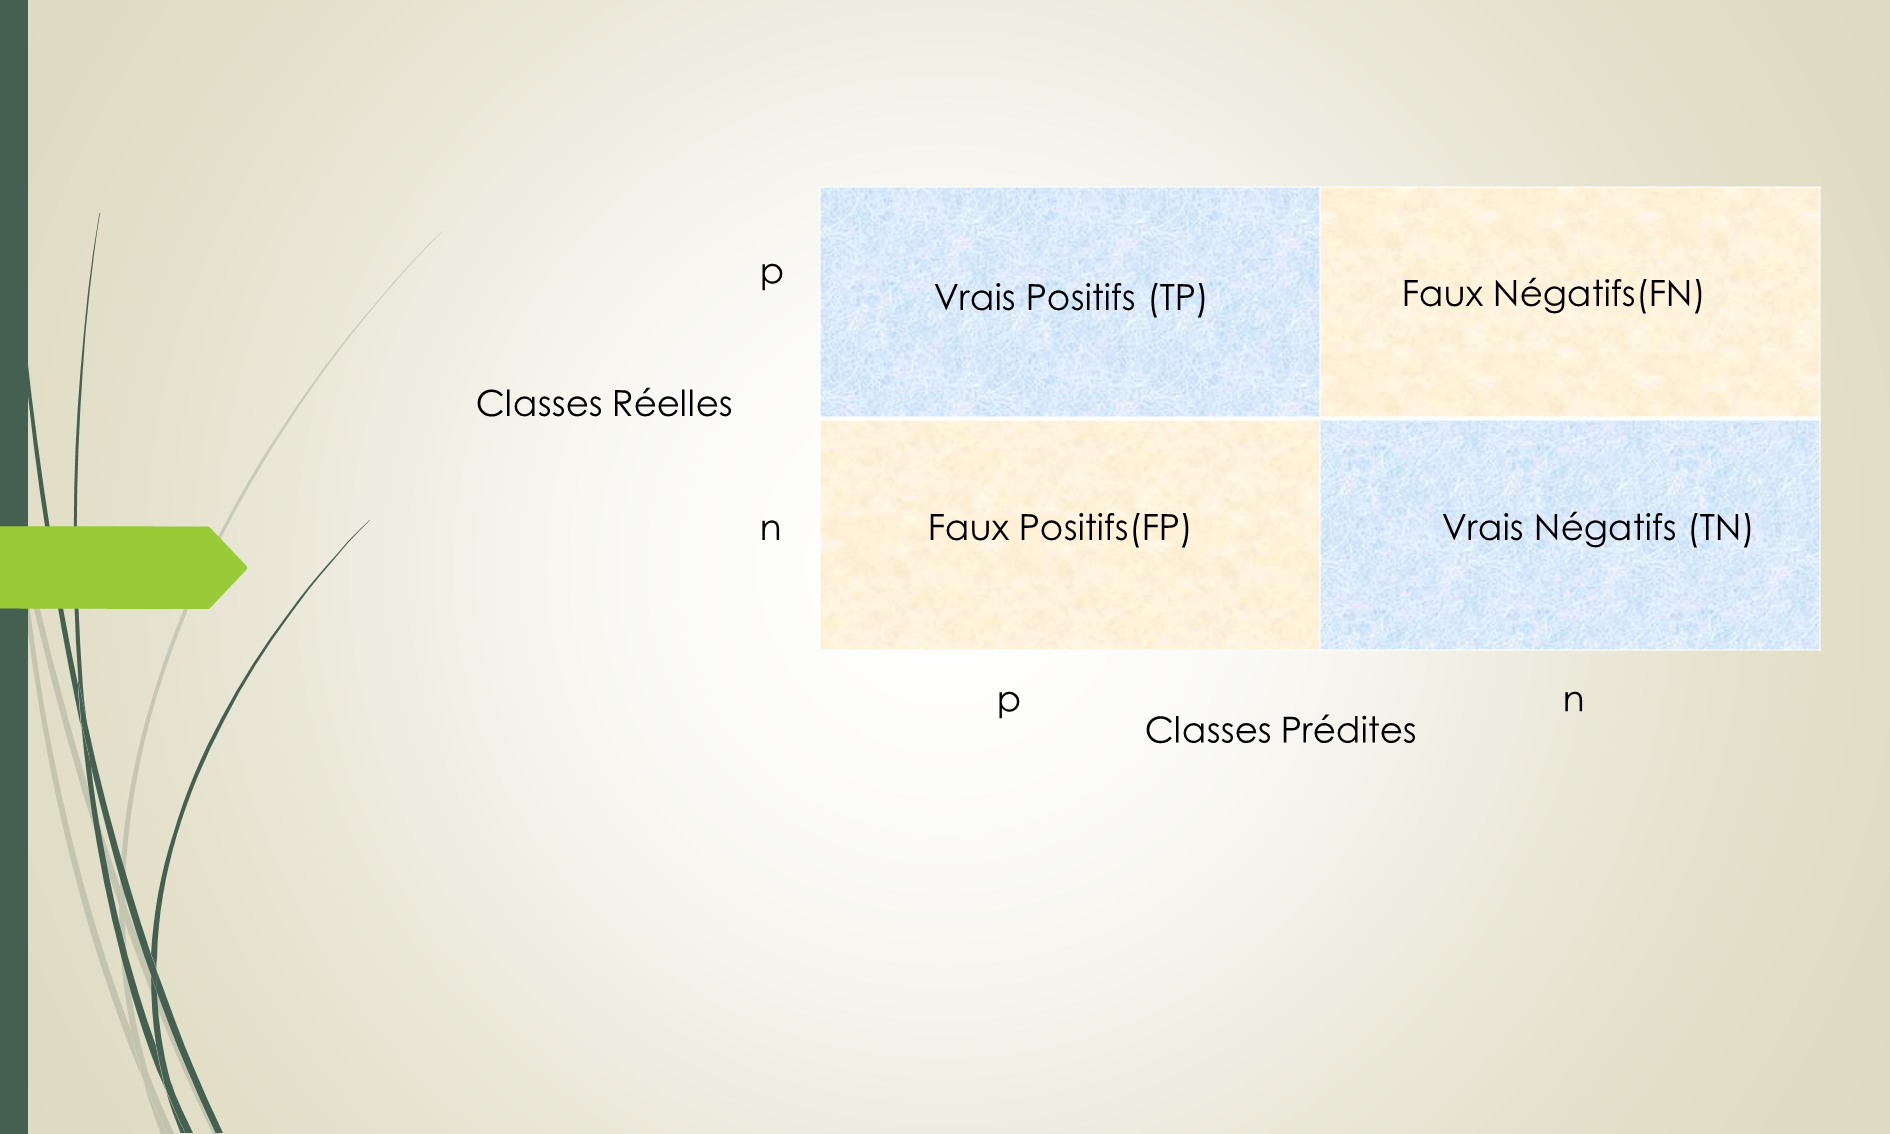 p
Vrais Positifs (TP)
Faux Négatifs(FN)
Classes Réelles
n
Faux Positifs(FP)
Vrais Négatifs (TN)
p
n
Classes Prédites